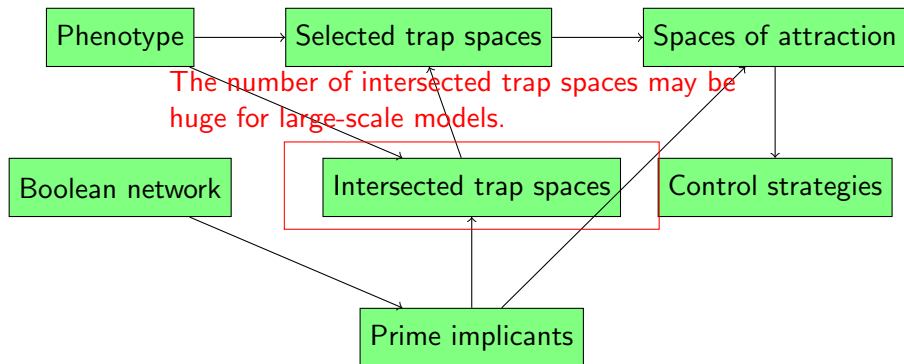 Phenotype
Selected trap spaces
Spaces of attraction
The number of intersected trap spaces may be
huge for large-scale models.
Boolean network
Intersected trap spaces
Control strategies
Prime implicants